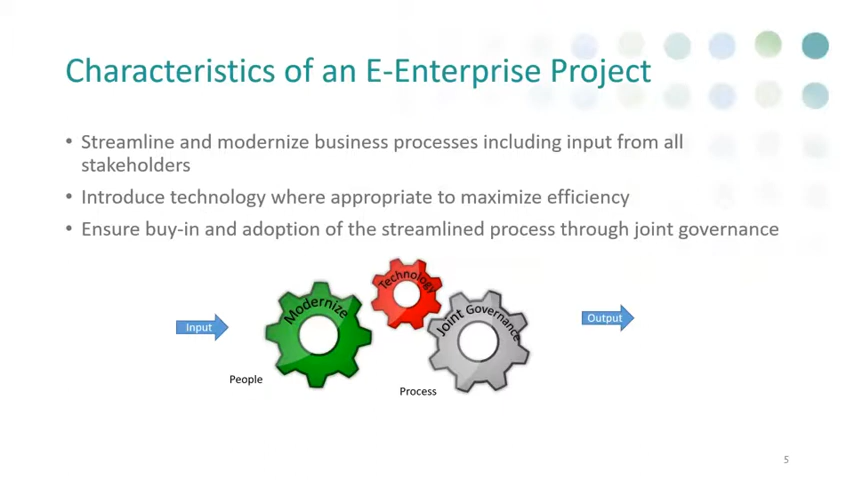 Characteristics of an E-Enterprise Project
• Streamline and modernize business processes including input from all
stakeholders
• Introduce technology where appropriate to maximize efficiency
• Ensure buy-in and adoption of the streamlined process through joint governance
Technology
Modernize
Joint Governance
Input
Output
People
Process
5